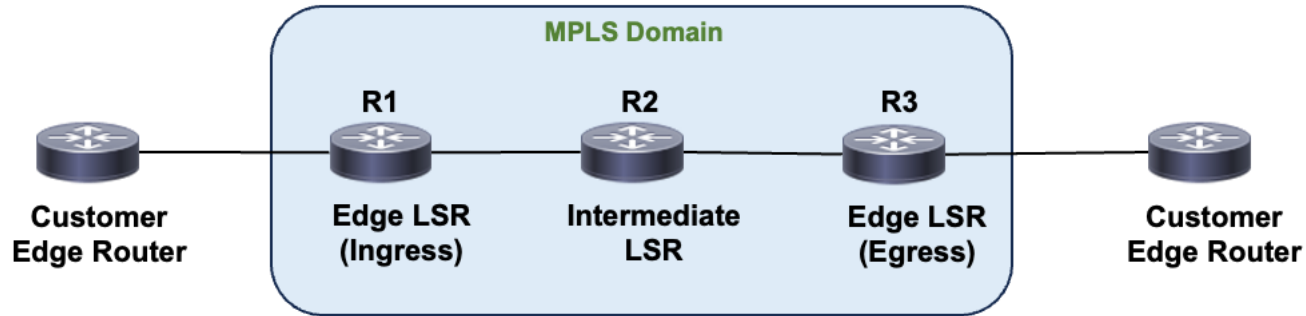 MPLS Domain
R1
R2
R3
Customer
Edge Router
Edge LSR
(Ingress)
Intermediate
LSR
Edge LSR
(Egress)
Customer
Edge Router